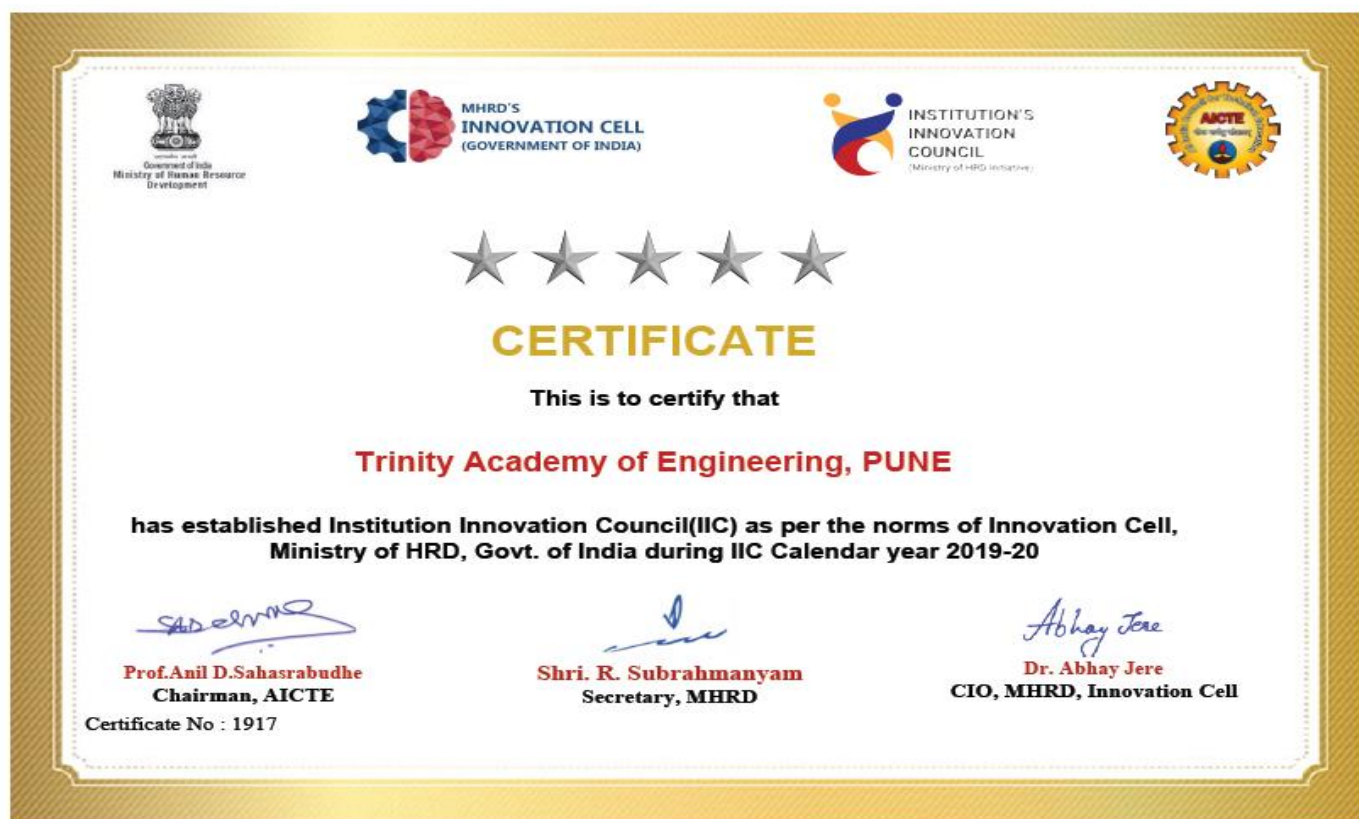 Government of India
Ministry of Human Resource
Development
MHRD'S
INNOVATION CELL
(GOVERNMENT OF INDIA)
INSTITUTION'S
INNOVATION
COUNCIL
(Ministry of HRD Initiative)
AICTE
CERTIFICATE
This is to certify that
Trinity Academy of Engineering, PUNE
has established Institution Innovation Council(IIC) as per the norms of Innovation Cell,
Ministry of HRD, Govt. of India during IIC Calendar year 2019-20
Abhay Jere
Prof.Anil D.Sahasrabudhe
Chairman, AICTE
Shri. R. Subrahmanyam
Secretary, MHRD
Dr. Abhay Jere
CIO, MHRD, Innovation Cell
Certificate No : 1917